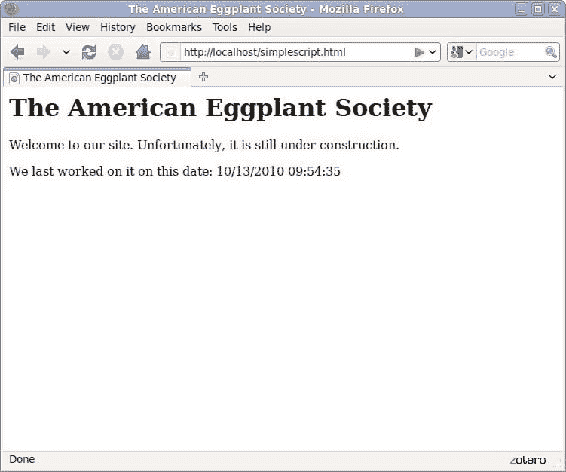 The American Eggplant Society - Mozilla Firefox
File Edit View History Bookmarks Tools Help
http://localhost/simplescript.html
Google
The American Eggplant Society
The American Eggplant Society
Welcome to our site. Unfortunately, it is still under construction.
We last worked on it on this date: 10/13/2010 09:54:35
Done
zotero